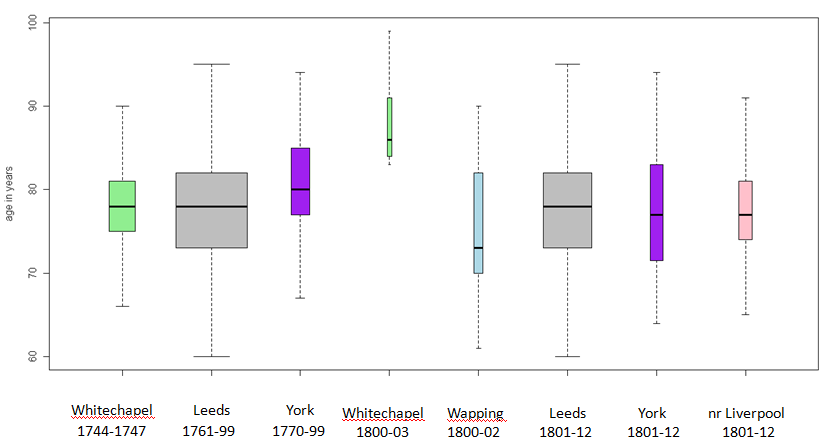 100
90
80
70
60
age in years
Whitechapel
1744-1747
Leeds
1761-99
York
1770-99
Whitechapel
1800-03
Wapping
1800-02
Leeds
1801-12
York
1801-12
nr Liverpool
1801-12